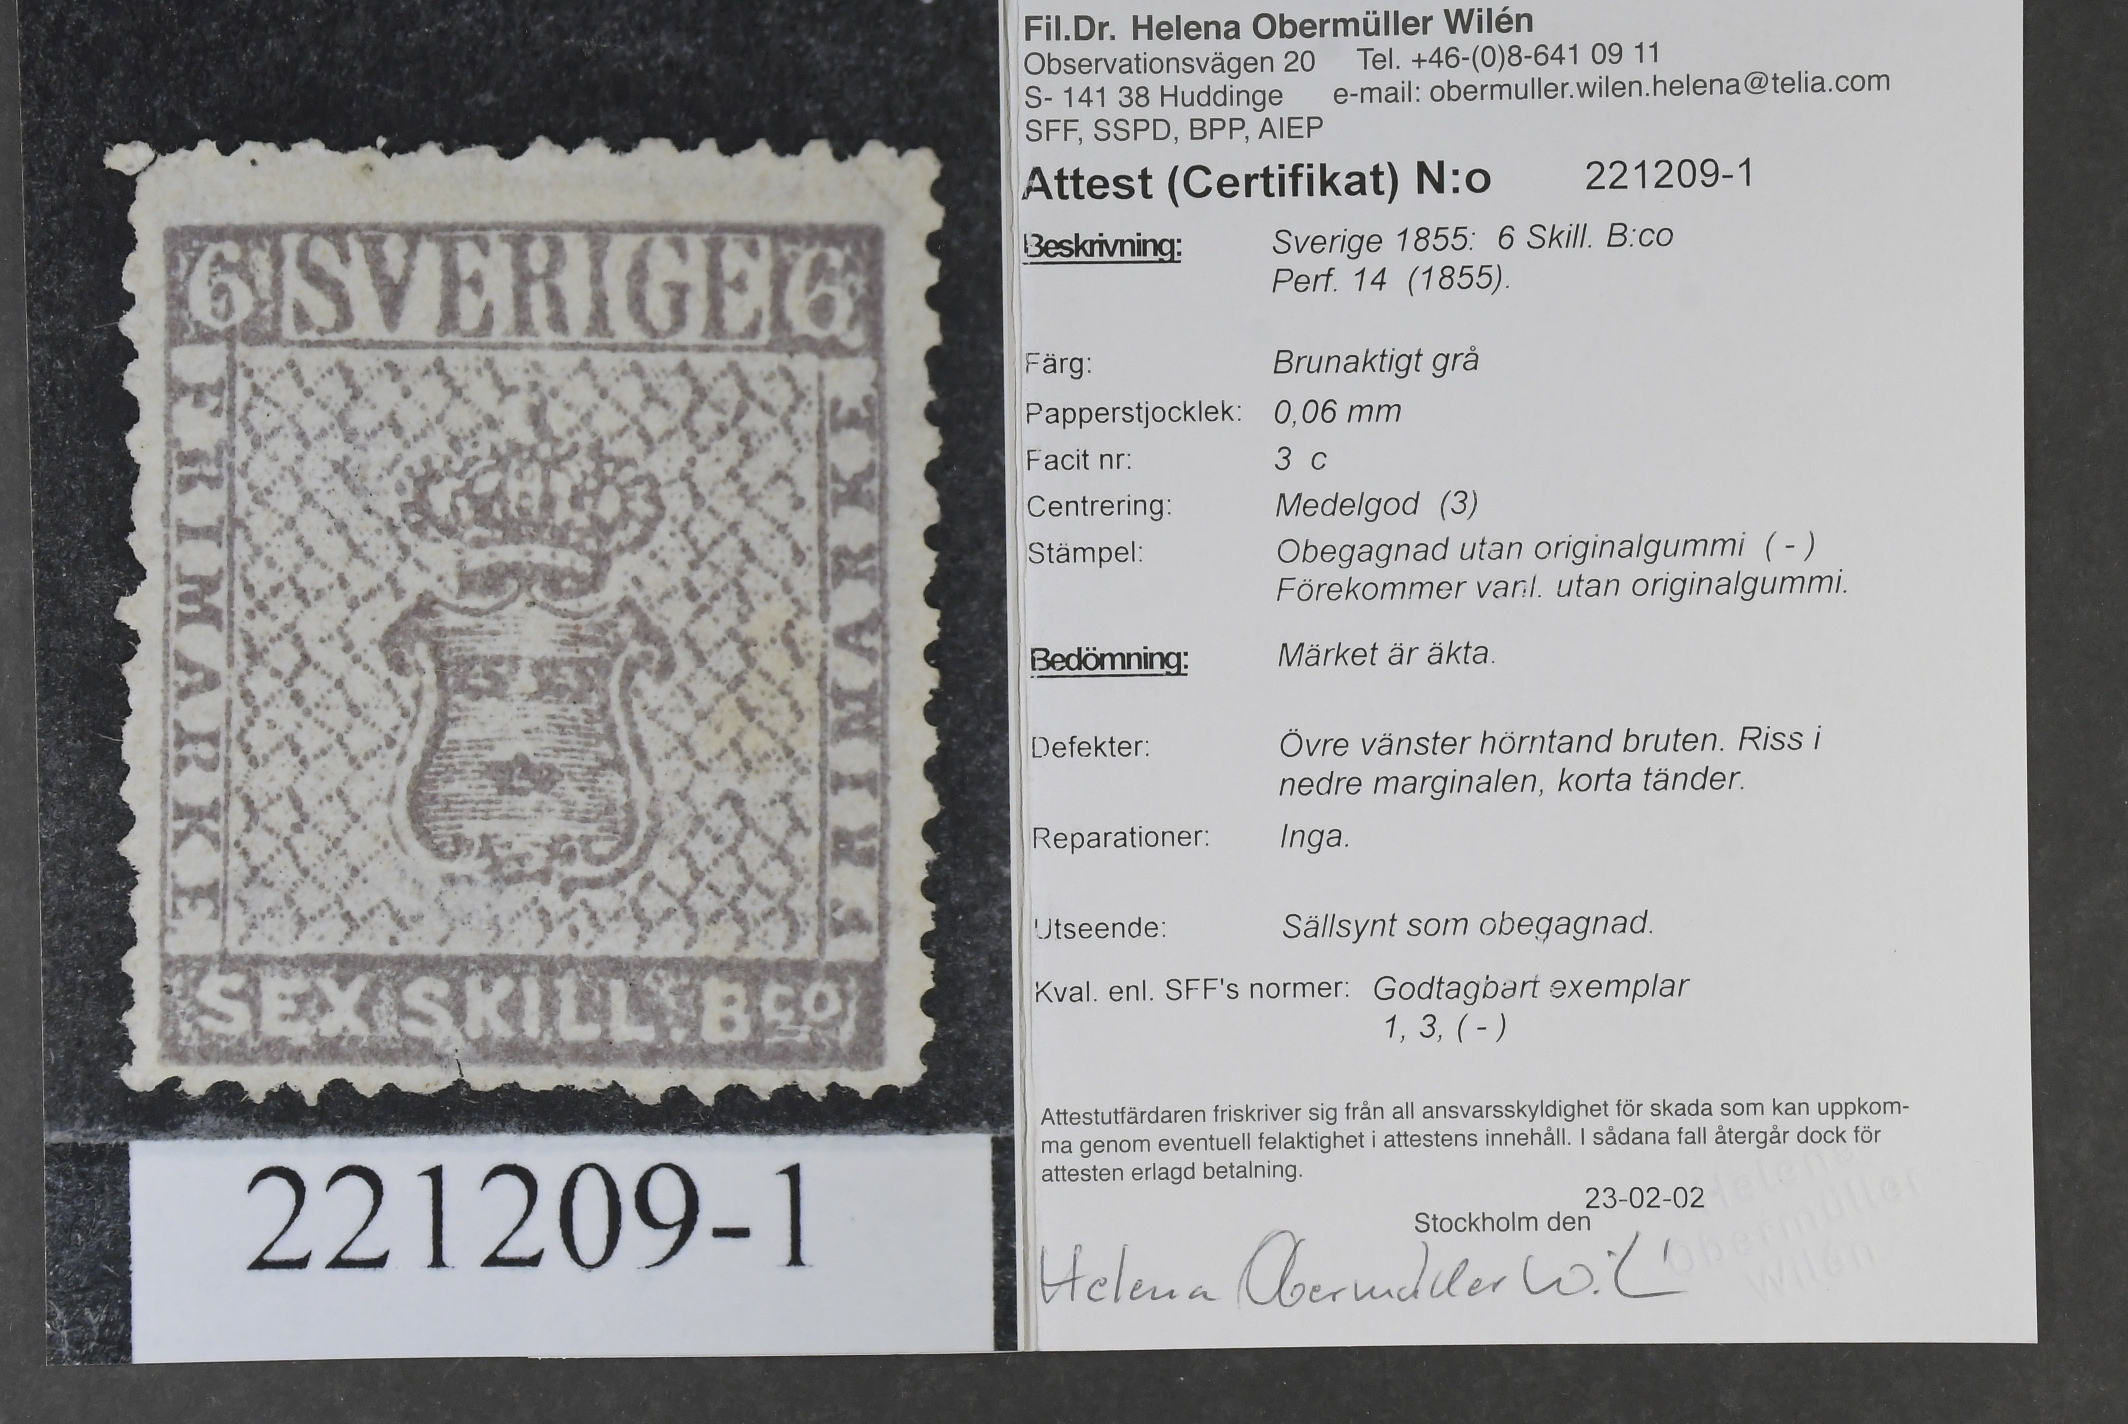 6 SVERIGE 6
FRIMARKE
FRIMARKE
SEX SKILL. Bco
221209-1
Fil.Dr. Helena Obermüller Wilén
Observationsvägen 20 Tel. +46-(0)8-641 09 11
S- 141 38 Huddinge e-mail: obermuller.wilen.helena@telia.com
SFF, SSPD, BPP, AIEP
Attest (Certifikat) N:o 221209-1
Beskrivning: Sverige 1855: 6 Skill. B:co
Perf. 14 (1855).
Färg: Brunaktigt grå
Papperstjocklek: 0,06 mm
Facit nr: 3 c
Centrering: Medelgod (3)
Stämpel: Obegagnad utan originalgummi ( - )
Förekommer vanl. utan originalgummi.
Bedömning: Märket är äkta.
Defekter: Övre vänster hörntand bruten. Riss i
nedre marginalen, korta tänder.
Reparationer: Inga.
Utseende: Sällsynt som obegagnad.
Kval. enl. SFF's normer: Godtagbart exemplar
1, 3, ( - )
Attestutfärdaren friskriver sig från all ansvarsskyldighet för skada som kan uppkom-
ma genom eventuell felaktighet i attestens innehåll. I sådana fall återgår dock för
attesten erlagd betalning.
23-02-02
Stockholm den
Helena Obermüller Wil
Helena
Obermüller
Wilén